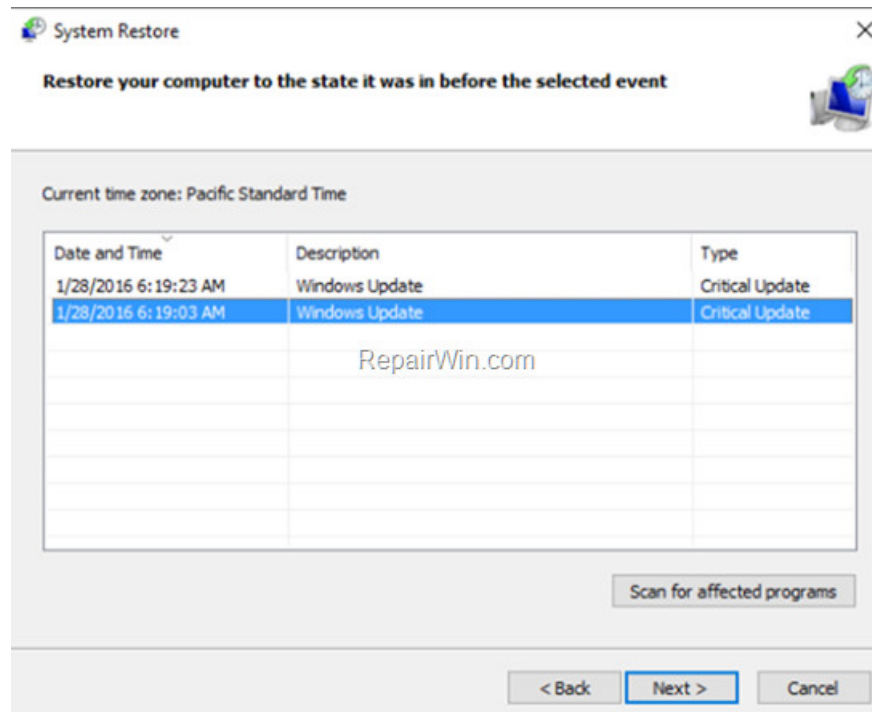 System Restore
Restore your computer to the state it was in before the selected event
Current time zone: Pacific Standard Time
Date and Time Description Type
1/28/2016 6:19:23 AM Windows Update Critical Update
1/28/2016 6:19:03 AM Windows Update Critical Update
RepairWin.com
Scan for affected programs
< Back Next > Cancel